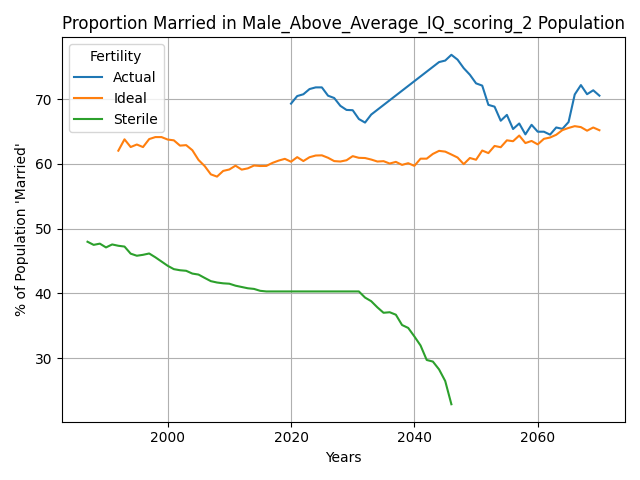 Proportion Married in Male_Above_Average_IQ_scoring_2 Population
Fertility
Actual
Ideal
Sterile
% of Population 'Married'
70
60
50
40
30
2000
2020
2040
2060
Years